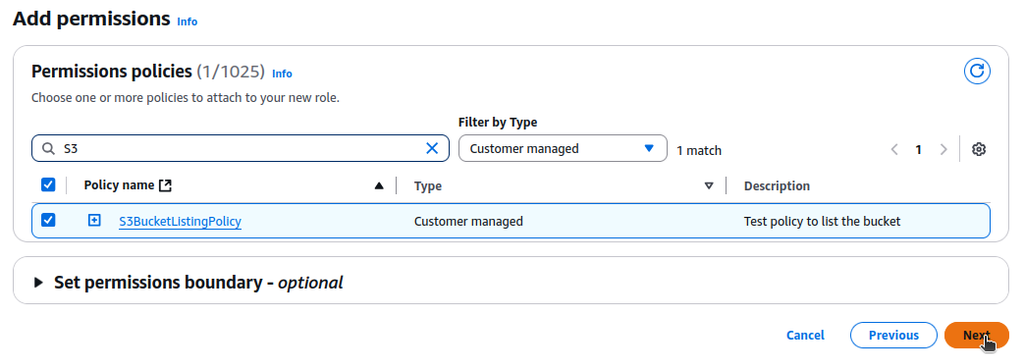 Add permissions Info
Permissions policies (1/1025) Info
Choose one or more policies to attach to your new role.
Filter by Type
S3 Customer managed 1 match 1
Policy name Type Description
S3BucketListingPolicy Customer managed Test policy to list the bucket
Set permissions boundary - optional
Cancel Previous Next